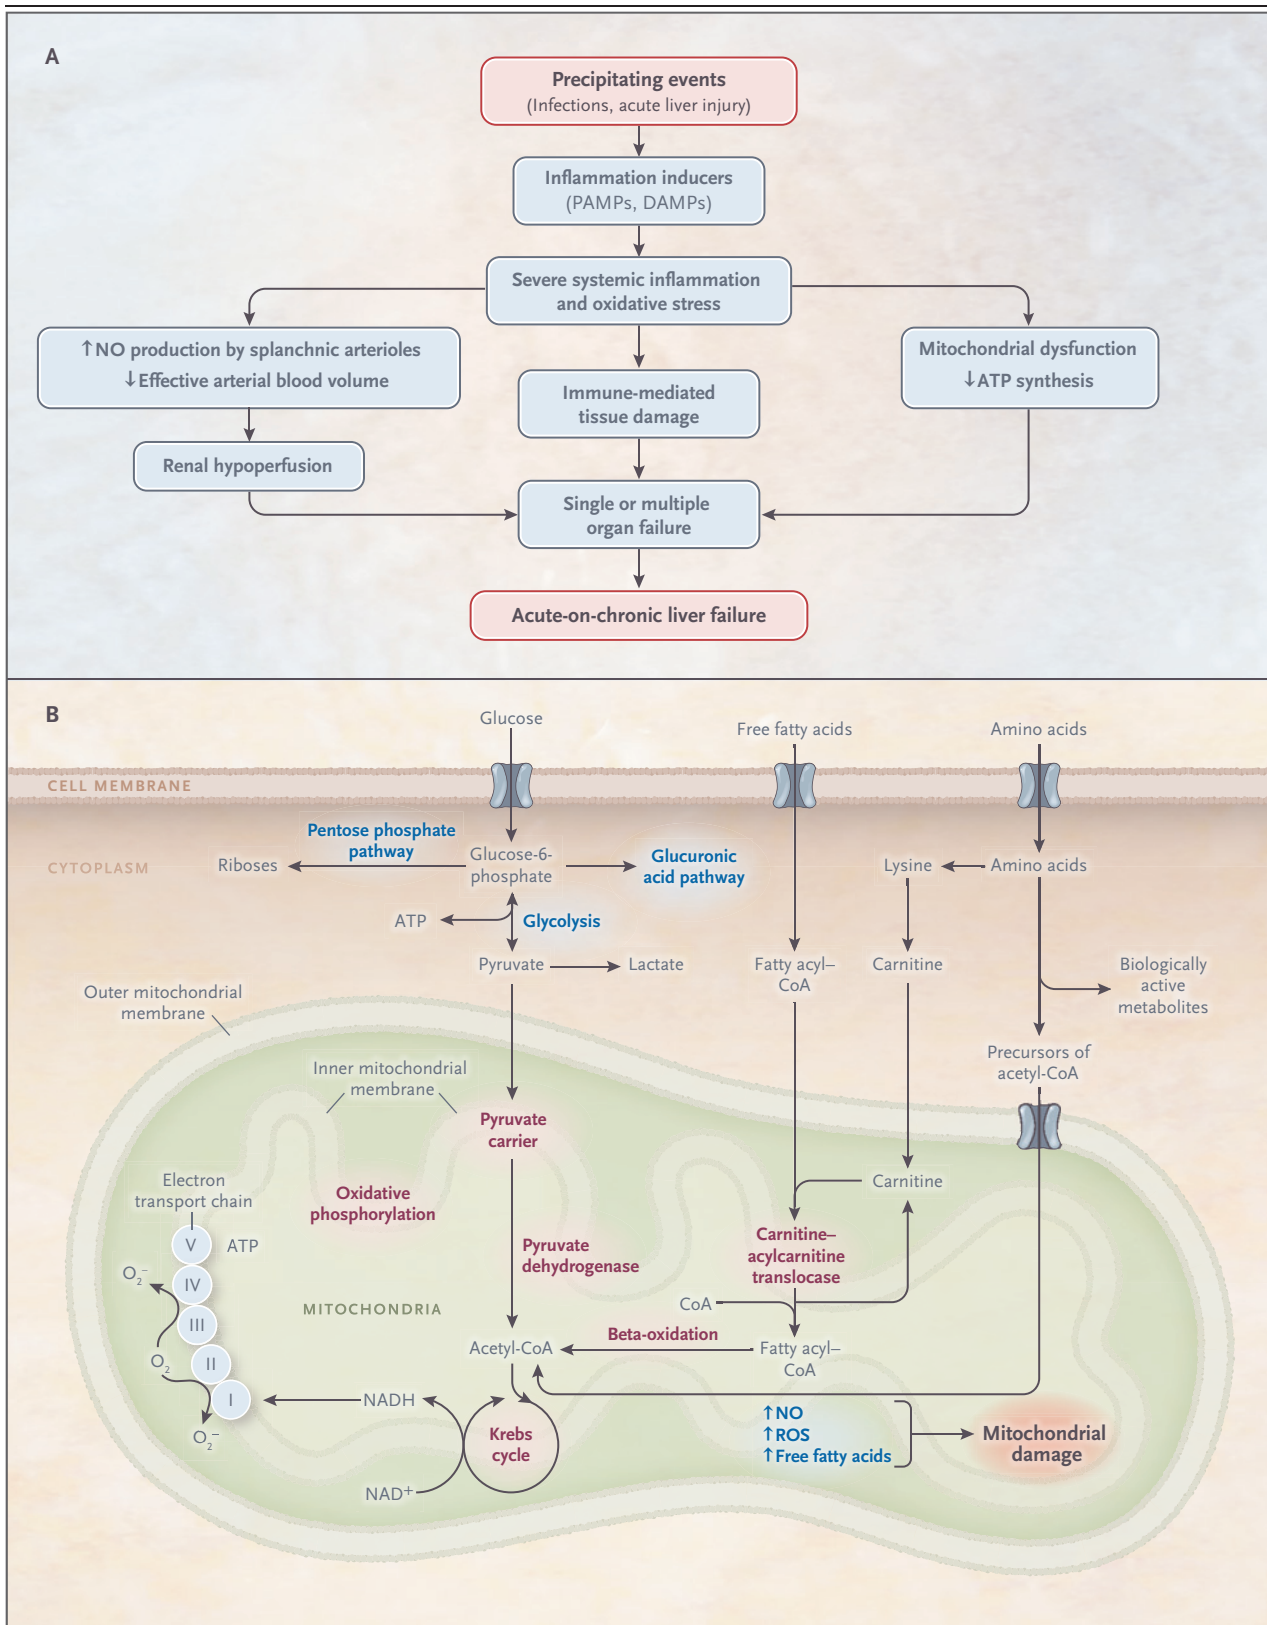 A
Precipitating events
(Infections, acute liver injury)
Inflammation inducers
(PAMPs, DAMPs)
Severe systemic inflammation
and oxidative stress
↑NO production by splanchnic arterioles
↓Effective arterial blood volume
Immune-mediated
tissue damage
Mitochondrial dysfunction
↓ATP synthesis
Renal hypoperfusion
Single or multiple
organ failure
Acute-on-chronic liver failure
B
Glucose
Free fatty acids
Amino acids
CELL MEMBRANE
CYTOPLASM
Riboses
Pentose phosphate
pathway
Glucose-6-
phosphate
Glucuronic
acid pathway
Lysine
Amino acids
ATP
Glycolysis
Pyruvate
Lactate
Fatty acyl–
CoA
Carnitine
Biologically
active
metabolites
Outer mitochondrial
membrane
Precursors of
acetyl-CoA
Inner mitochondrial
membrane
Pyruvate
carrier
Electron
transport chain
Oxidative
phosphorylation
Carnitine
V
ATP
Pyruvate
dehydrogenase
Carnitine–
acylcarnitine
translocase
O₂⁻
IV
MITOCHONDRIA
CoA
III
Beta-oxidation
Acetyl-CoA
Fatty acyl–
CoA
O₂
II
I
NADH
O₂⁻
Krebs
cycle
NAD⁺
↑NO
↑ROS
↑Free fatty acids
Mitochondrial
damage